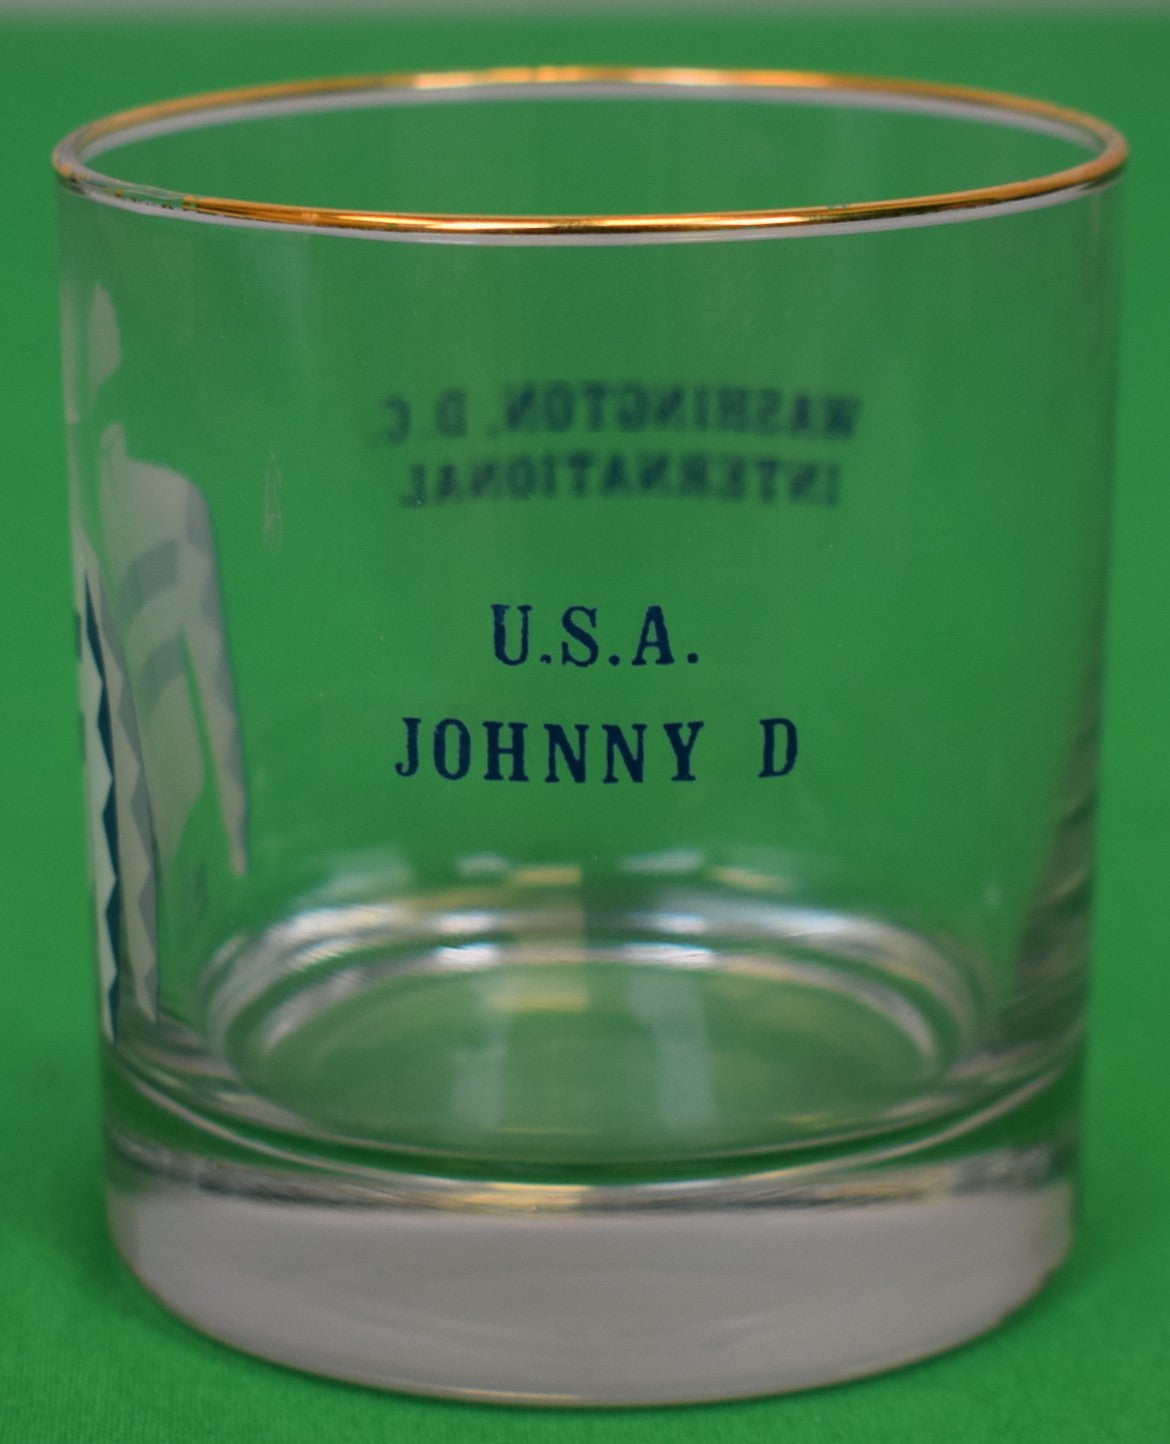 WASHINGTON, D.C.
INTERNATIONAL
U.S.A.
JOHNNY D